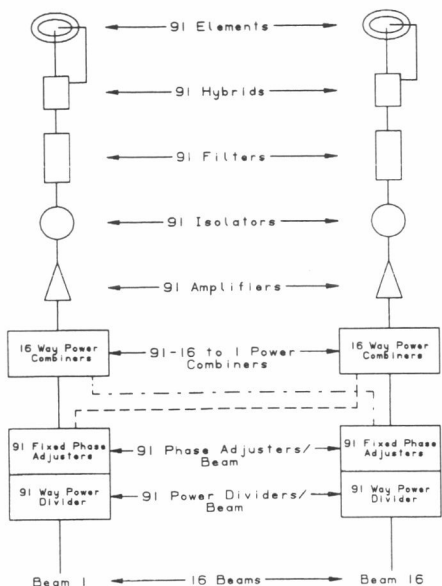 91 Elements
91 Hybrids
91 Filters
91 Isolators
91 Amplifiers
16 Way Power
Combiners
91-16 to 1 Power
Combiners
16 Way Power
Combiners
91 Fixed Phase
Adjusters
91 Phase Adjusters/
Beam
91 Fixed Phase
Adjusters
91 Way Power
Divider
91 Power Dividers/
Beam
91 Way Power
Divider
Beam 1
16 Beams
Beam 16